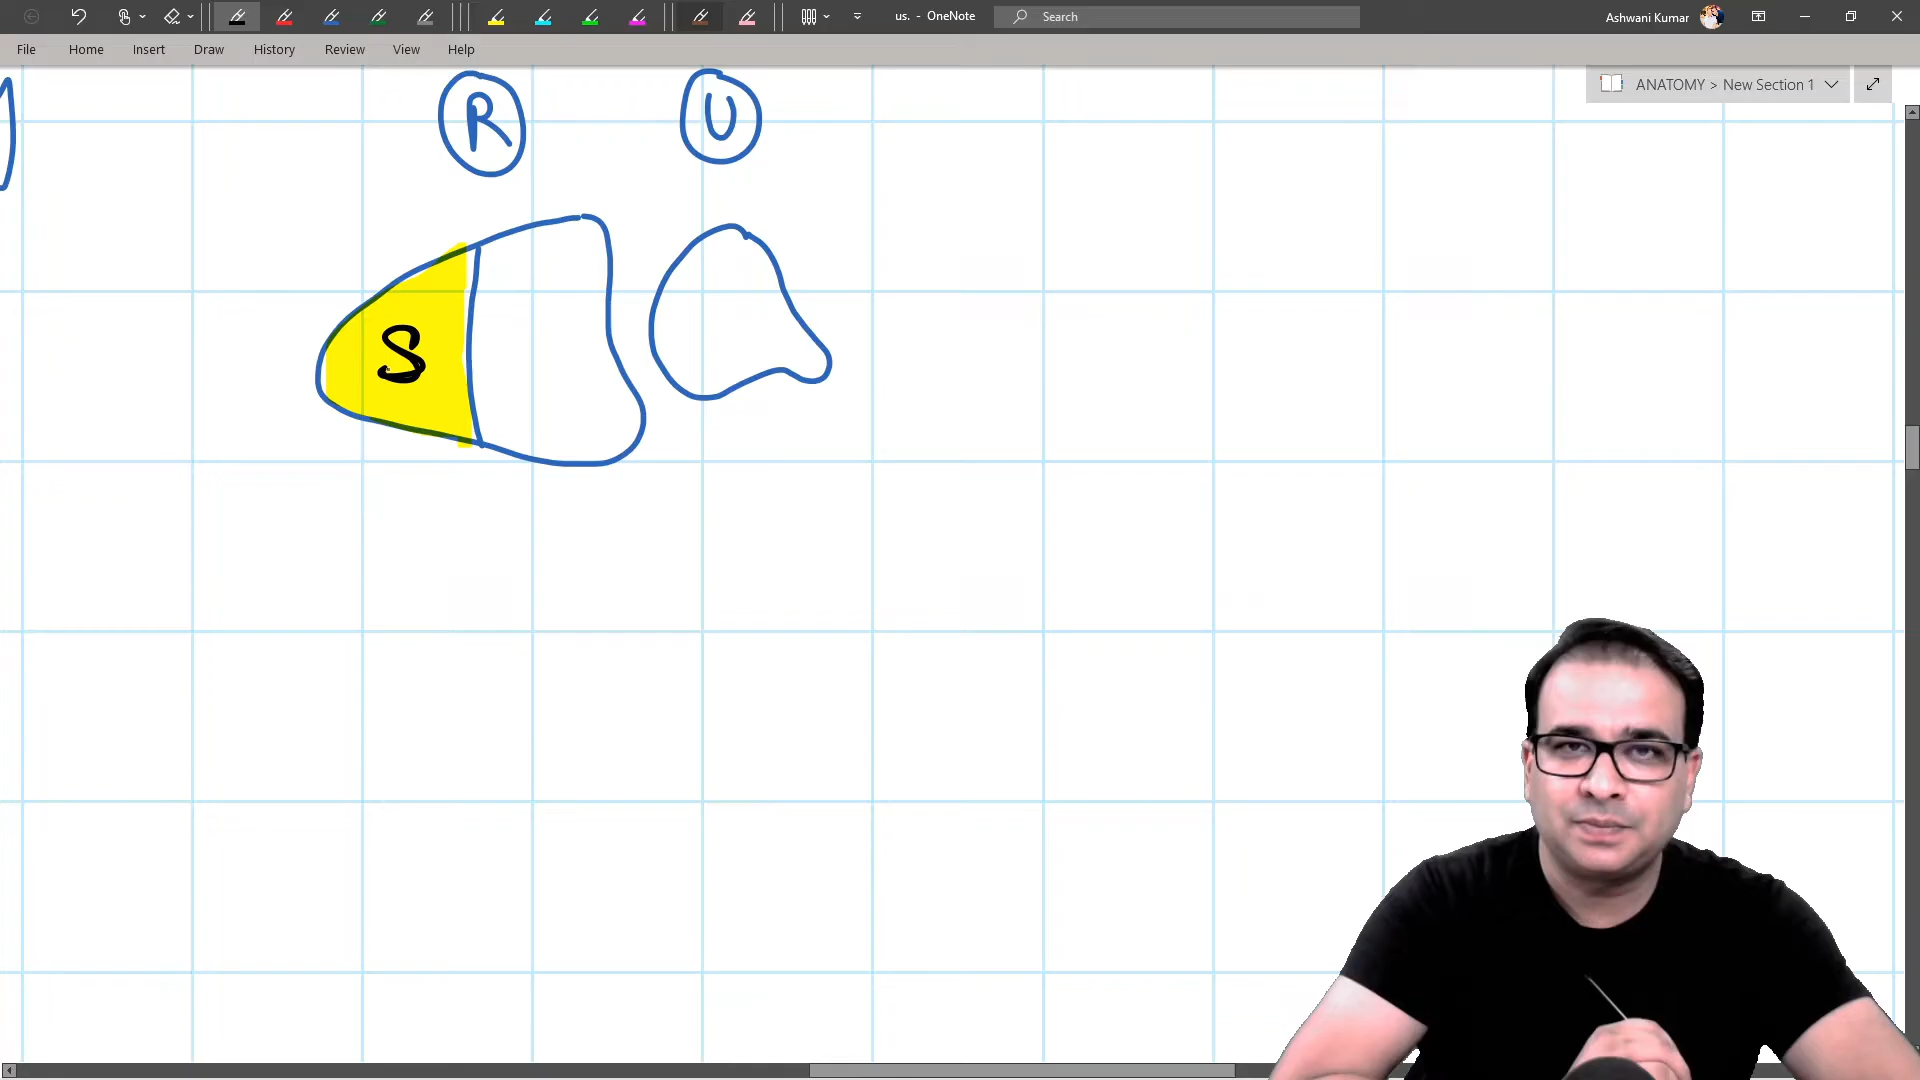 us. - OneNote
Search
Ashwani Kumar
File Home Insert Draw History Review View Help
ANATOMY > New Section 1
R U
S